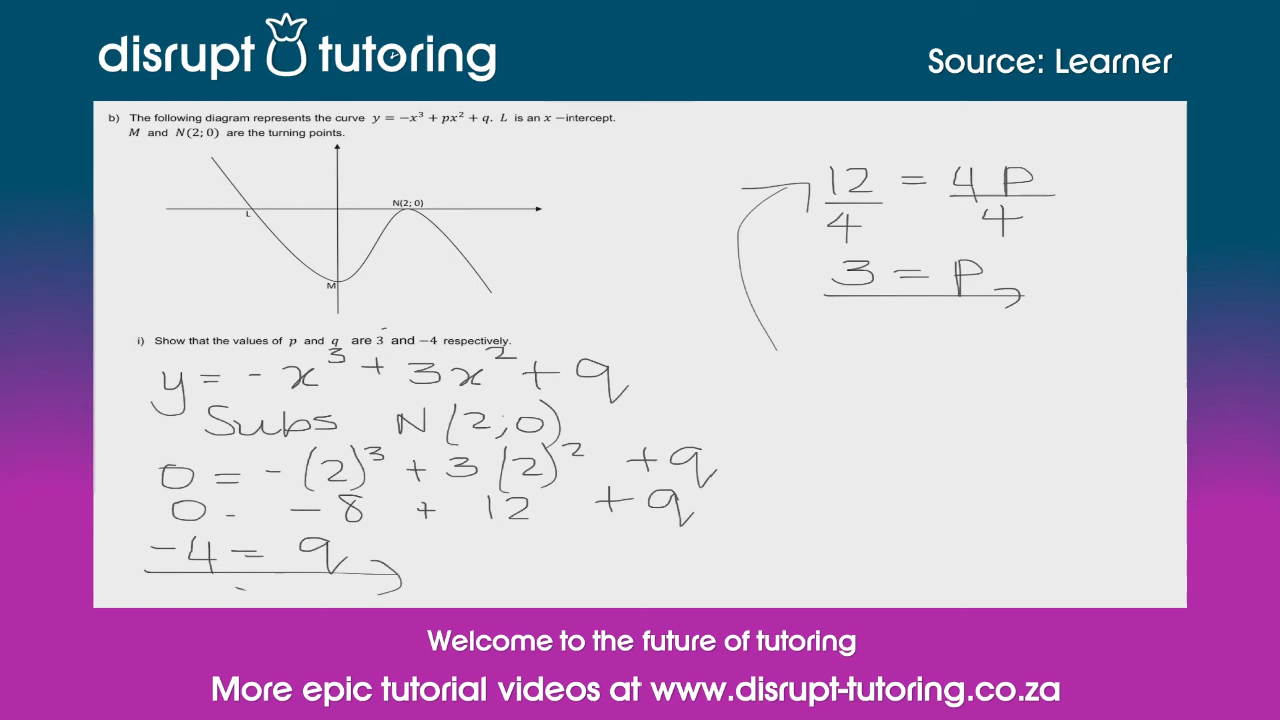 disrupt tutoring
Source: Learner
b) The following diagram represents the curve y = −x³ + px² + q. L is an x −intercept.
M and N(2; 0) are the turning points.
N(2; 0)
L
M
12 = 4 P
4 4
3 = P
i) Show that the values of p and q are 3 and −4 respectively.
y = - x³ + 3x² + q
Subs N (2;0)
0 = - (2)³ + 3 (2)² + q
0 - - 8 + 12 + q
-4 = q
Welcome to the future of tutoring
More epic tutorial videos at www.disrupt-tutoring.co.za